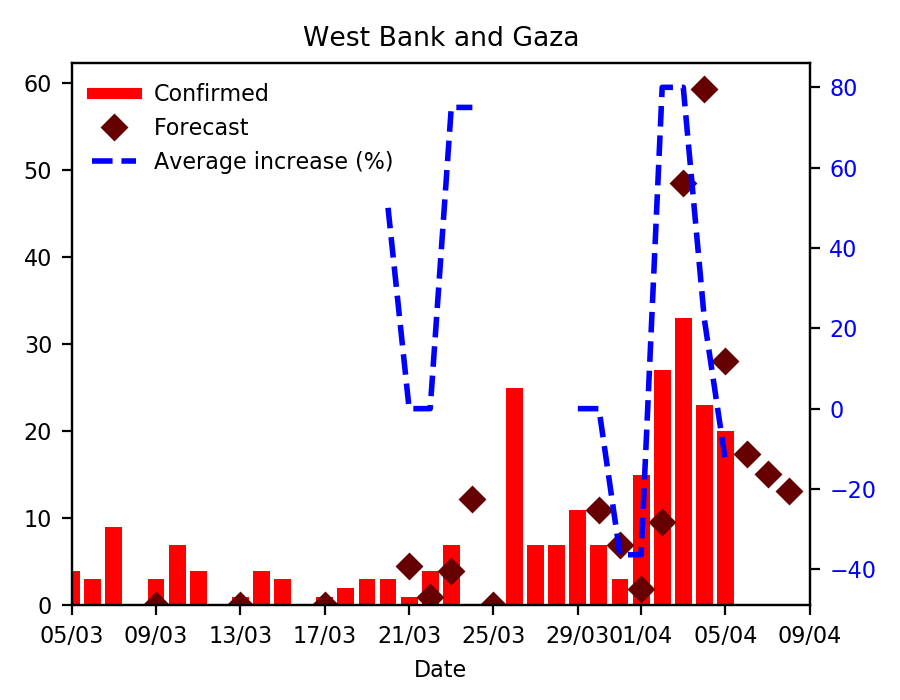 West Bank and Gaza
Confirmed
Forecast
Average increase (%)
60
50
40
30
20
10
0
80
60
40
20
0
−20
−40
05/03 09/03 13/03 17/03 21/03 25/03 29/03 01/04 05/04 09/04
Date